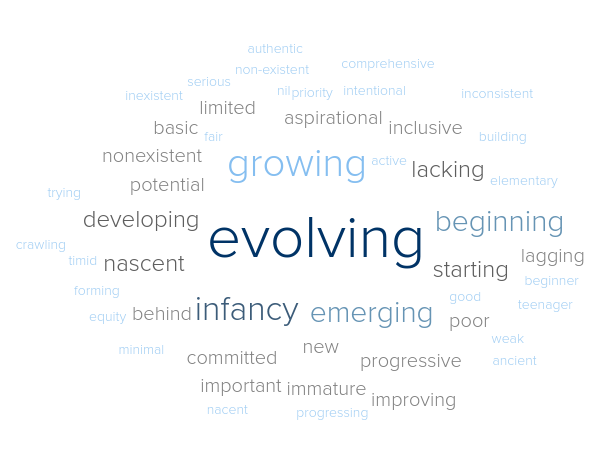 authentic
comprehensive
non-existent
serious
nil priority intentional
inexistent
inconsistent
limited
aspirational
basic
inclusive
fair
building
nonexistent
growing
active
lacking
elementary
potential
trying
developing
beginning
evolving
crawling
timid
nascent
starting
lagging
beginner
forming
good
teenager
equity
behind
infancy
emerging
poor
weak
minimal
new
committed
progressive
ancient
important
immature
improving
nacent
progressing